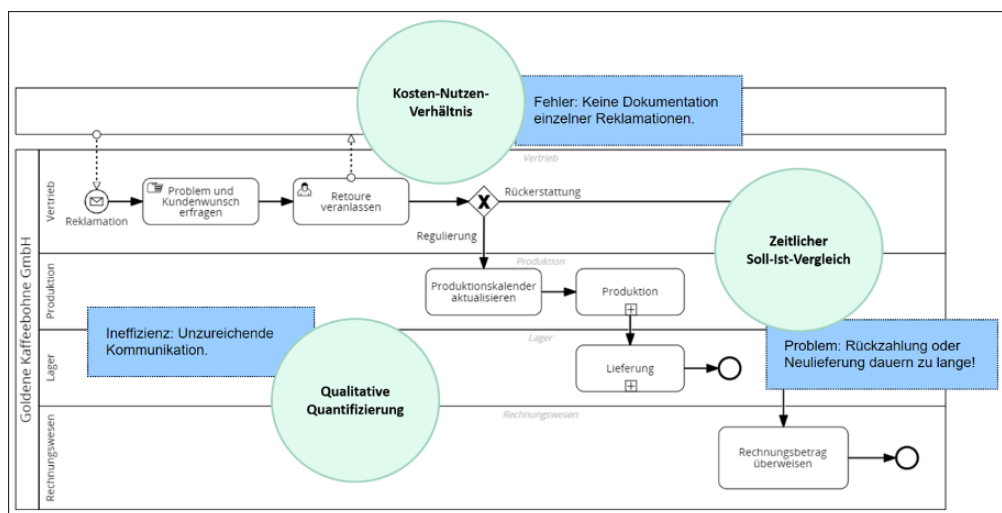 Kosten-Nutzen-
Verhältnis
Fehler: Keine Dokumentation
einzelner Reklamationen.
Goldene Kaffeebohne GmbH
Vertrieb
Vertrieb
Reklamation
Problem und
Kundenwunsch
erfragen
Retoure
veranlassen
X
Rückerstattung
Regulierung
Zeitlicher
Soll-Ist-Vergleich
Produktion
Produktion
Produktionskalender
aktualisieren
Produktion
Ineffizienz: Unzureichende
Kommunikation.
Lager
Lager
Lieferung
Problem: Rückzahlung oder
Neulieferung dauern zu lange!
Qualitative
Quantifizierung
Rechnungswesen
Rechnungswesen
Rechnungsbetrag
überweisen